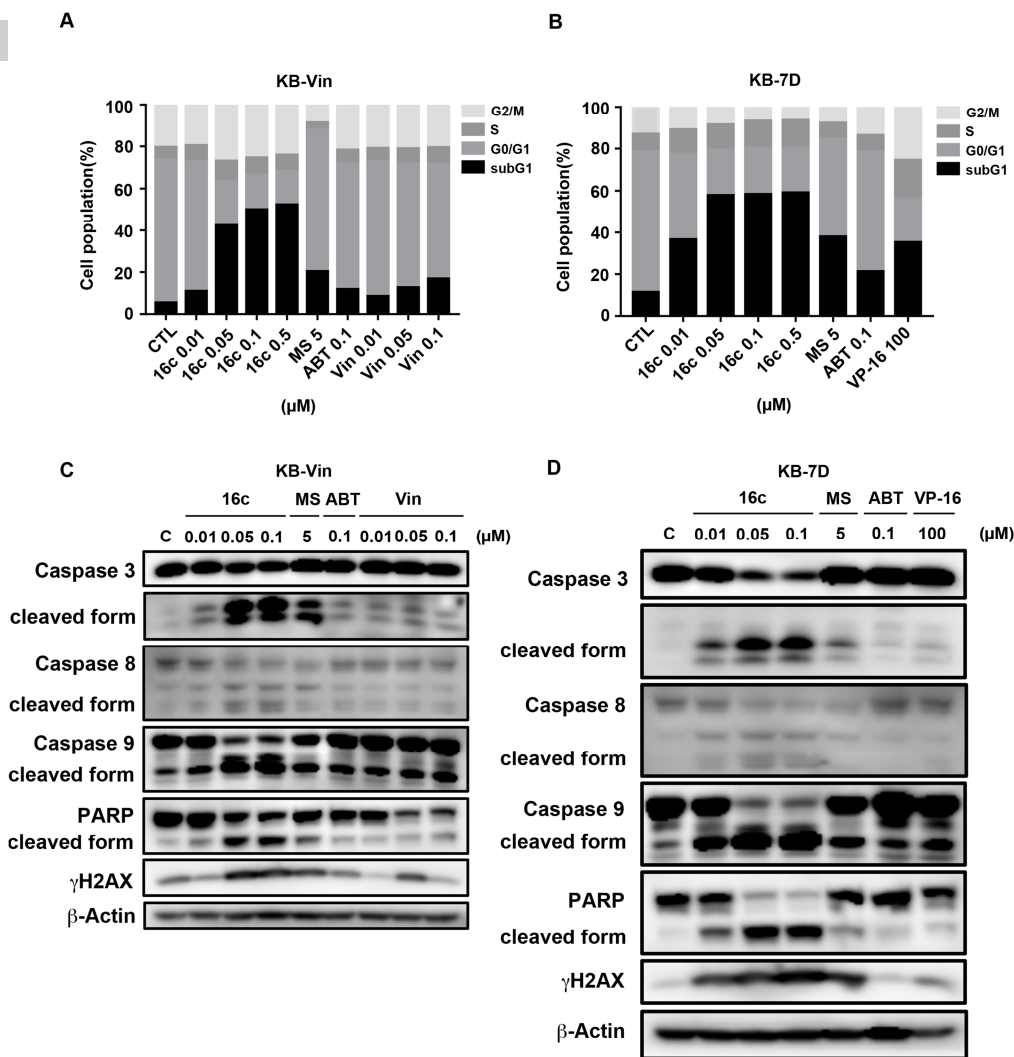 A
KB-Vin
Cell population(%)
100
80
60
40
20
0
G2/M
S
G0/G1
subG1
CTL
16c 0.01
16c 0.05
16c 0.1
16c 0.5
MS 5
ABT 0.1
Vin 0.01
Vin 0.05
Vin 0.1
(µM)
B
KB-7D
Cell population(%)
100
80
60
40
20
0
G2/M
S
G0/G1
subG1
CTL
16c 0.01
16c 0.05
16c 0.1
16c 0.5
MS 5
ABT 0.1
VP-16 100
(µM)
C
KB-Vin
16c MS ABT Vin
C 0.01 0.05 0.1 5 0.1 0.01 0.05 0.1 (µM)
Caspase 3
cleaved form
Caspase 8
cleaved form
Caspase 9
cleaved form
PARP
cleaved form
γH2AX
β-Actin
D
KB-7D
16c MS ABT VP-16
C 0.01 0.05 0.1 5 0.1 100 (µM)
Caspase 3
cleaved form
Caspase 8
cleaved form
Caspase 9
cleaved form
PARP
cleaved form
γH2AX
β-Actin